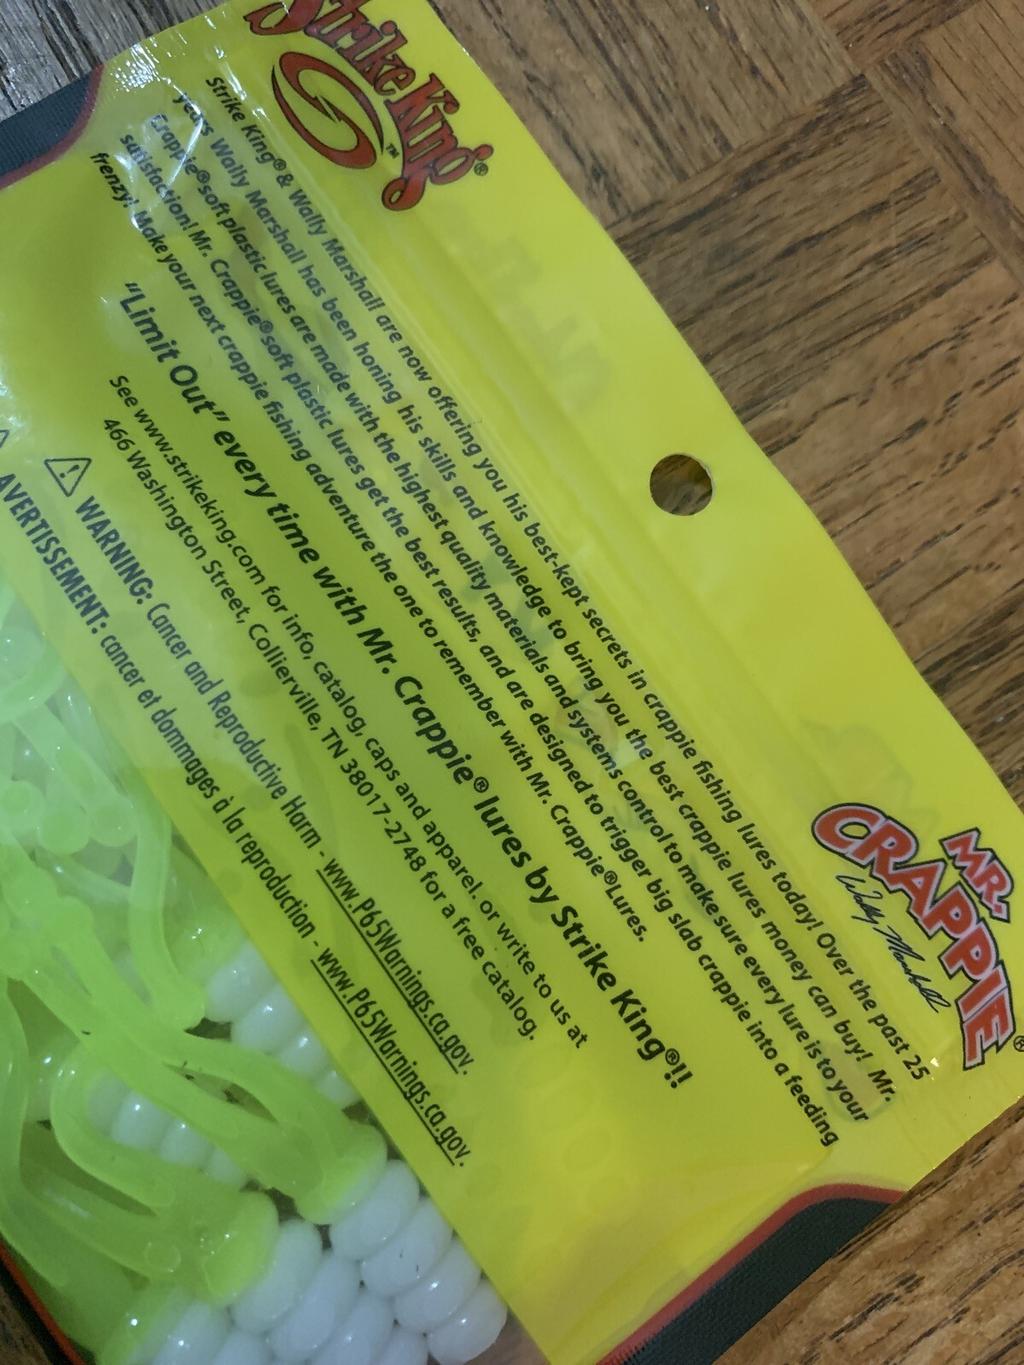 Strike King®
TM
MR.
CRAPPIE®
Wally Marshall
Strike King® & Wally Marshall are now offering you his best-kept secrets in crappie fishing lures today! Over the past 25
years Wally Marshall has been honing his skills and knowledge to bring you the best crappie lures money can buy! Mr.
Crappie® soft plastic lures are made with the highest quality materials and systems control to make sure every lure is to your
satisfaction! Mr. Crappie® soft plastic lures get the best results, and are designed to trigger big slab crappie into a feeding
frenzy! Make your next crappie fishing adventure the one to remember with Mr. Crappie® Lures.
"Limit Out" every time with Mr. Crappie® lures by Strike King®!!
See www.strikeking.com for info, catalog, caps and apparel, or write to us at
466 Washington Street, Collierville, TN 38017-2748 for a free catalog.
WARNING: Cancer and Reproductive Harm - www.P65Warnings.ca.gov.
AVERTISSEMENT: cancer et dommages à la reproduction - www.P65Warnings.ca.gov.